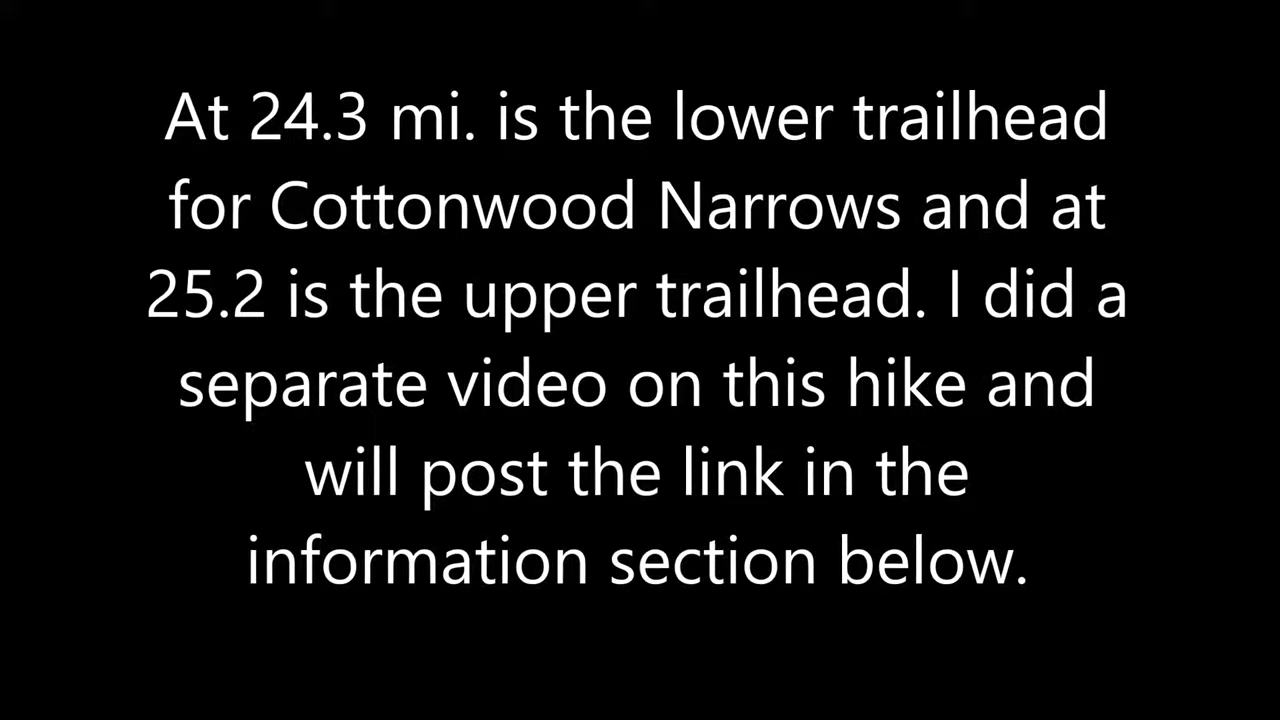 At 24.3 mi. is the lower trailhead
for Cottonwood Narrows and at
25.2 is the upper trailhead. I did a
separate video on this hike and
will post the link in the
information section below.